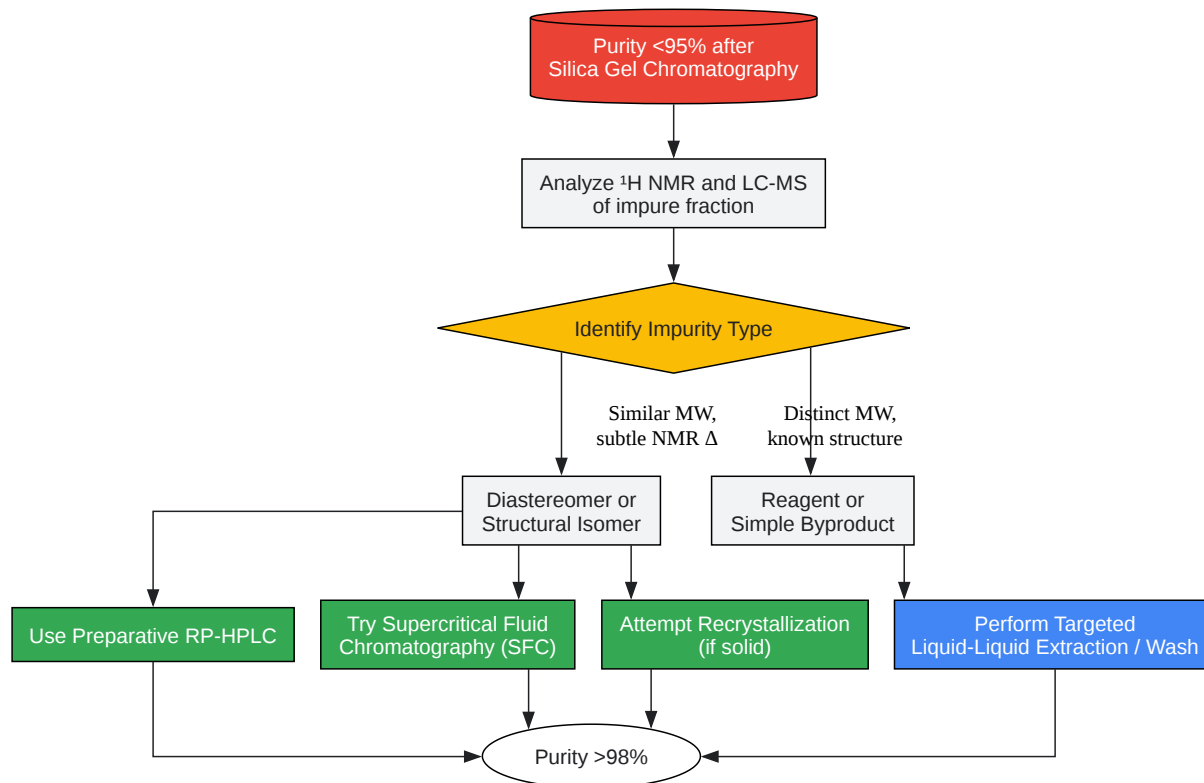 Purity <95% after
Silica Gel Chromatography
Analyze ¹H NMR and LC-MS
of impure fraction
Identify Impurity Type
Similar MW,
subtle NMR Δ
Distinct MW,
known structure
Diastereomer or
Structural Isomer
Reagent or
Simple Byproduct
Use Preparative RP-HPLC
Try Supercritical Fluid
Chromatography (SFC)
Attempt Recrystallization
(if solid)
Perform Targeted
Liquid-Liquid Extraction / Wash
Purity >98%